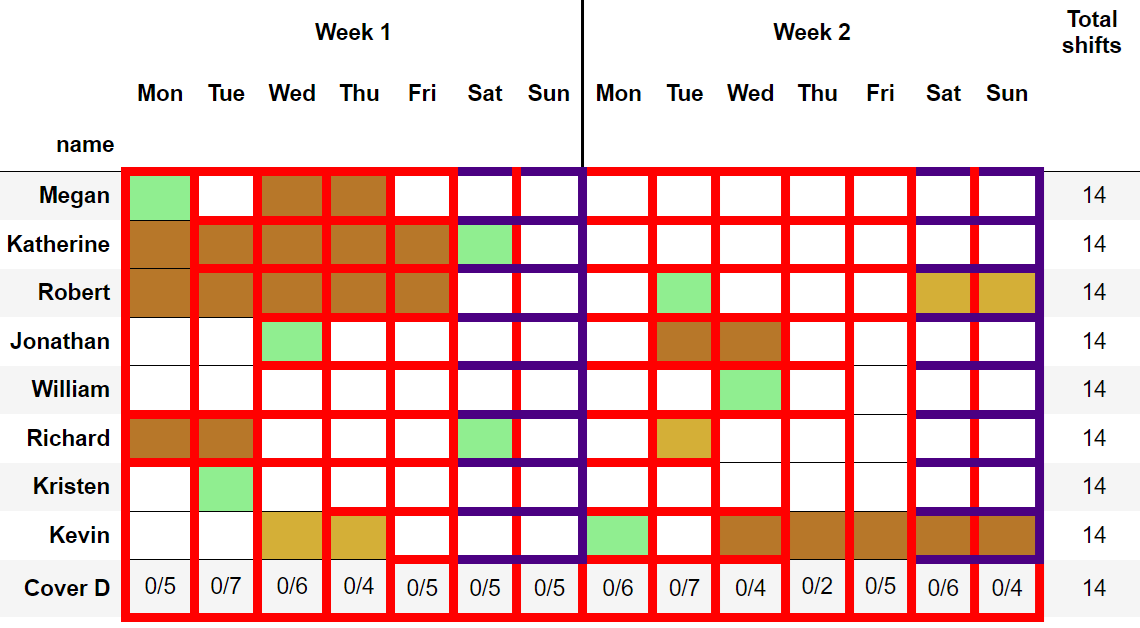 Week 1 Week 2 Total shifts
Mon Tue Wed Thu Fri Sat Sun Mon Tue Wed Thu Fri Sat Sun
name
Megan 14
Katherine 14
Robert 14
Jonathan 14
William 14
Richard 14
Kristen 14
Kevin 14
Cover D 0/5 0/7 0/6 0/4 0/5 0/5 0/5 0/6 0/7 0/4 0/2 0/5 0/6 0/4 14